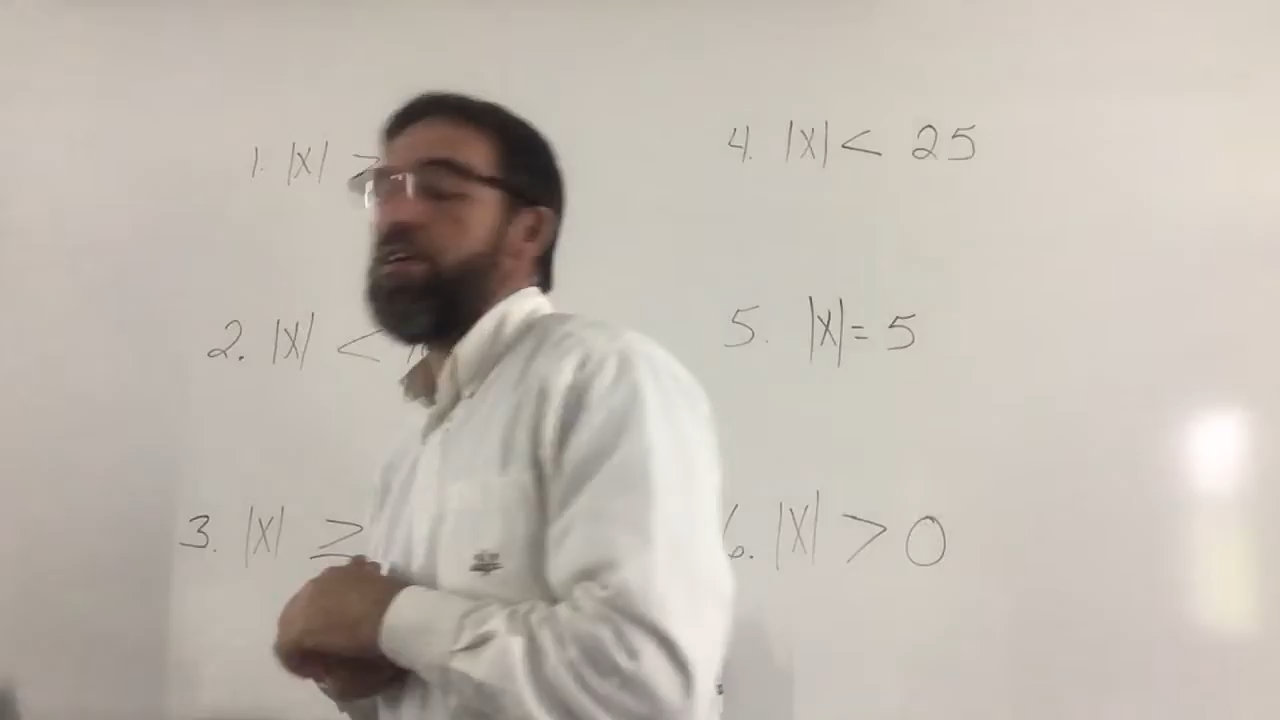 1. |X| >
2. |X| <
3. |X| ≥
4. |X| < 25
5. |X| = 5
6. |X| > 0